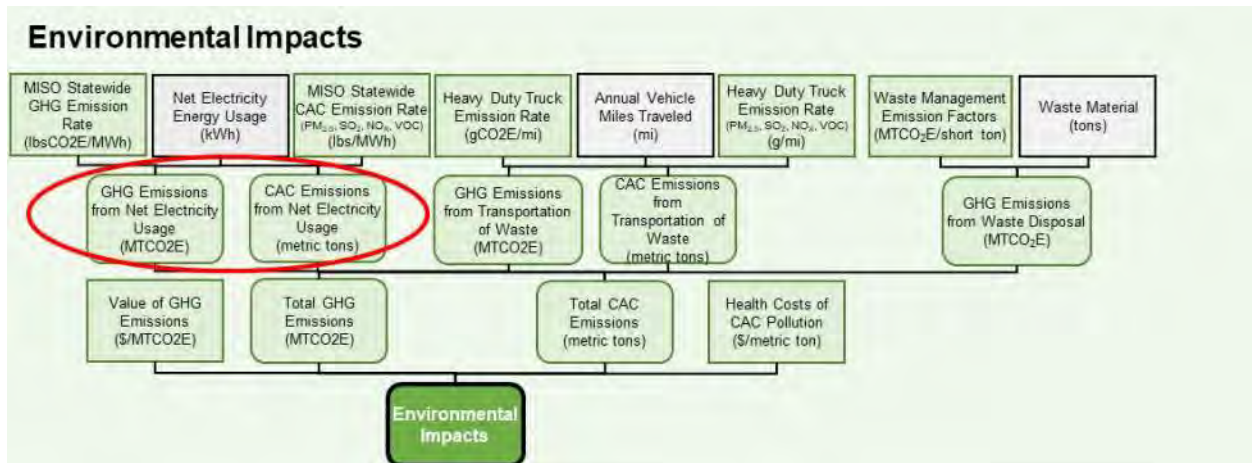 Environmental Impacts
MISO Statewide
GHG Emission
Rate
(lbsCO2E/MWh)
Net Electricity
Energy Usage
(kWh)
MISO Statewide
CAC Emission Rate
(PM₂.₅, SO₂, NOₓ, VOC)
(lbs/MWh)
Heavy Duty Truck
Emission Rate
(gCO2E/mi)
Annual Vehicle
Miles Traveled
(mi)
Heavy Duty Truck
Emission Rate
(PM₂.₅, SO₂, NOₓ, VOC)
(g/mi)
Waste Management
Emission Factors
(MTCO₂E/short ton)
Waste Material
(tons)
GHG Emissions
from Net Electricity
Usage
(MTCO2E)
CAC Emissions
from Net Electricity
Usage
(metric tons)
GHG Emissions
from Transportation
of Waste
(MTCO2E)
CAC Emissions
from
Transportation of
Waste
(metric tons)
GHG Emissions
from Waste Disposal
(MTCO₂E)
Value of GHG
Emissions
($/MTCO2E)
Total GHG
Emissions
(MTCO2E)
Total CAC
Emissions
(metric tons)
Health Costs of
CAC Pollution
($/metric ton)
Environmental
Impacts